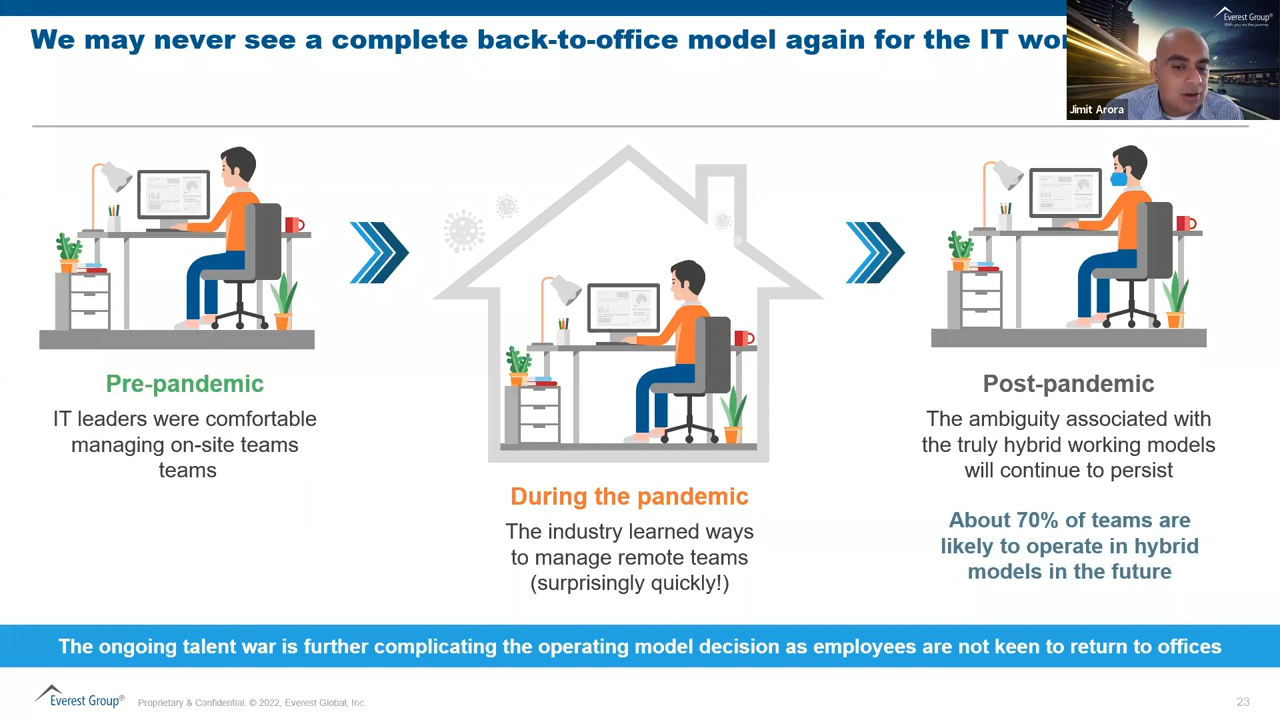 We may never see a complete back-to-office model again for the IT
Everest Group®
With you on the journey
Jimit Arora
Pre-pandemic
IT leaders were comfortable
managing on-site teams
teams
During the pandemic
The industry learned ways
to manage remote teams
(surprisingly quickly!)
Post-pandemic
The ambiguity associated with
the truly hybrid working models
will continue to persist
About 70% of teams are
likely to operate in hybrid
models in the future
The ongoing talent war is further complicating the operating model decision as employees are not keen to return to offices
Everest Group®
Proprietary & Confidential. © 2022, Everest Global, Inc.
23